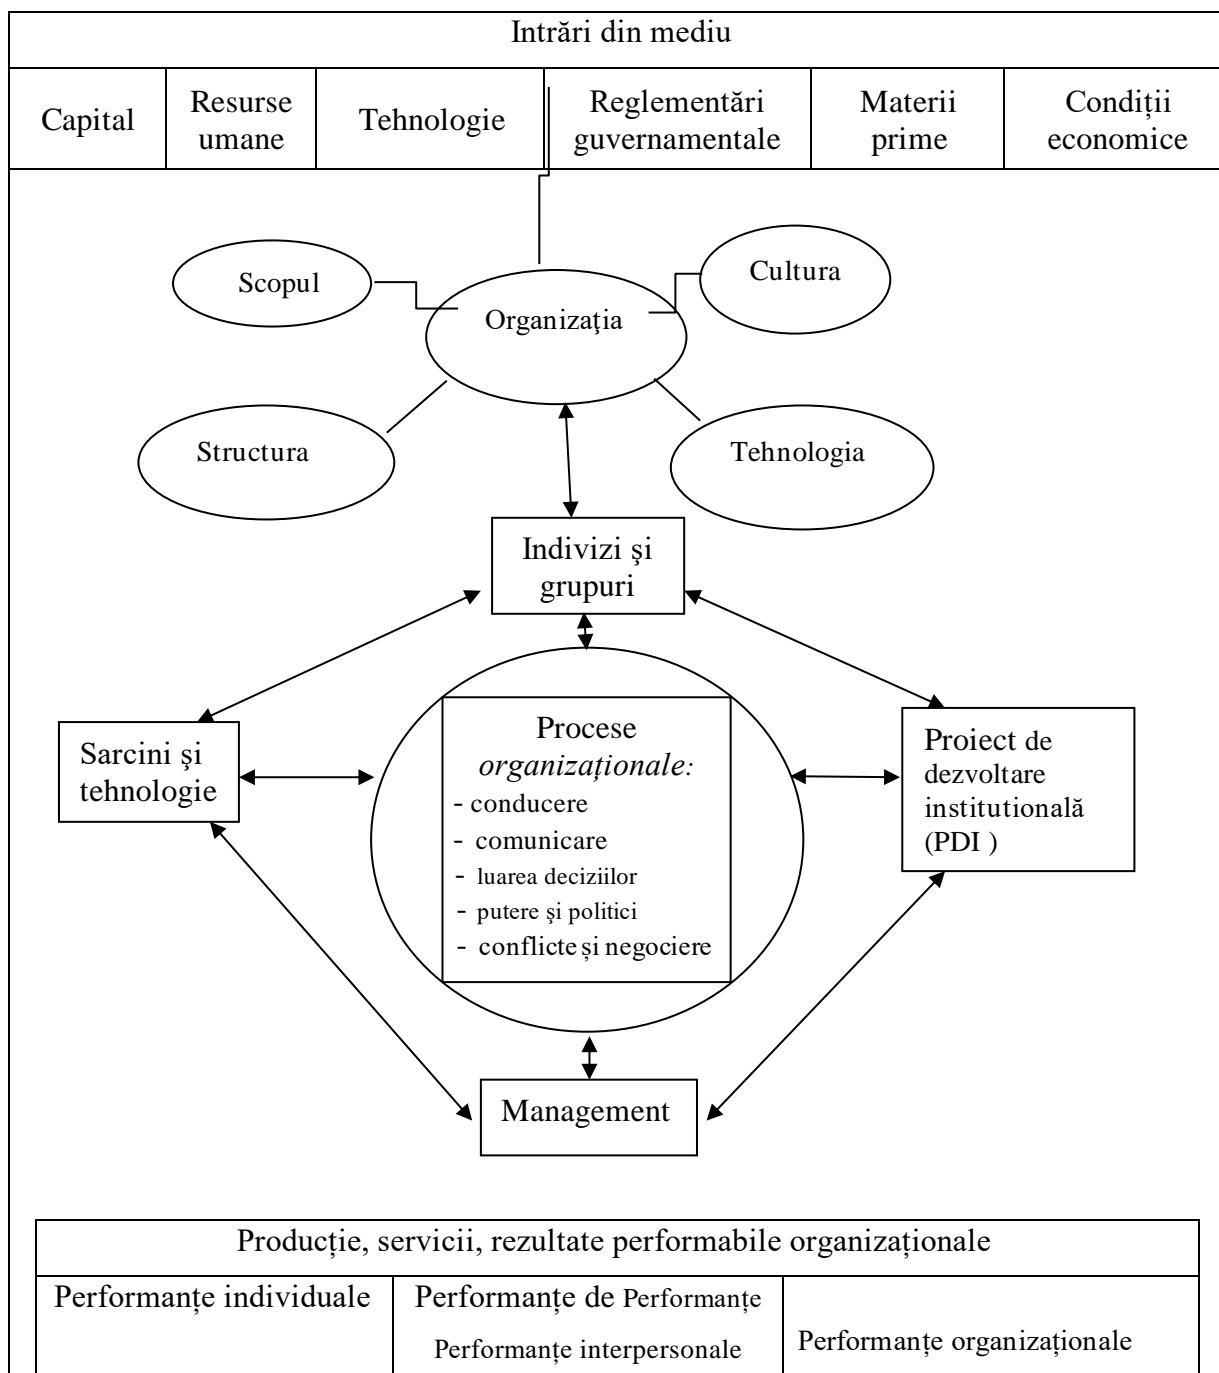 Intrări din mediu
Capital
Resurse
umane
Tehnologie
Reglementări
guvernamentale
Materii
prime
Condiții
economice
Scopul
Cultura
Organizaţia
Structura
Tehnologia
Indivizi şi
grupuri
Sarcini şi
tehnologie
Procese
organizaționale:
- conducere
- comunicare
- luarea deciziilor
- putere şi politici
- conflicte și negociere
Proiect de
dezvoltare
institutională
(PDI )
Management
Producție, servicii, rezultate performabile organizaționale
Performanțe individuale
Performanțe de Performanțe
Performanțe interpersonale
Performanțe organizaționale